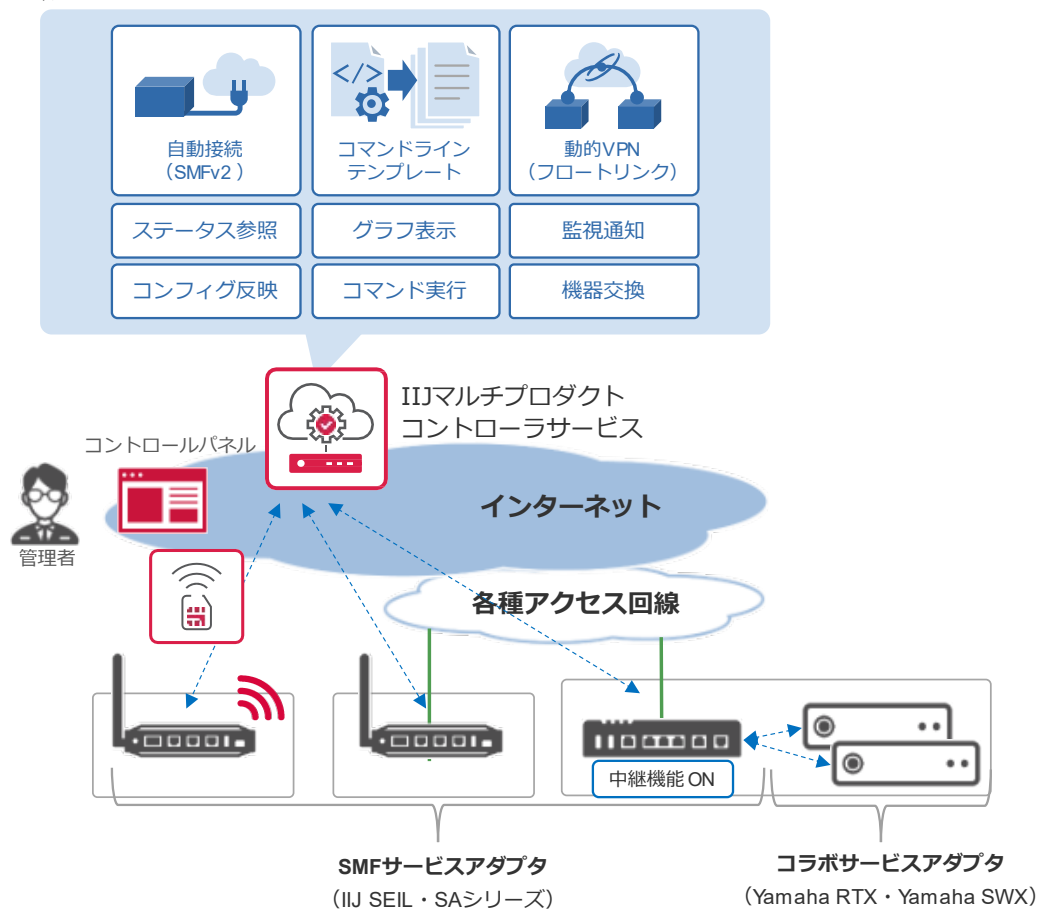 </>
自動接続
（SMFv2 ）
コマンドライン
テンプレート
動的VPN
（フロートリンク）
ステータス参照
グラフ表示
監視通知
コンフィグ反映
コマンド実行
機器交換
IIJマルチプロダクト
コントローラサービス
コントロールパネル
インターネット
管理者
各種アクセス回線
中継機能 ON
SMFサービスアダプタ
（IIJ SEIL・SAシリーズ）
コラボサービスアダプタ
（Yamaha RTX・Yamaha SWX）